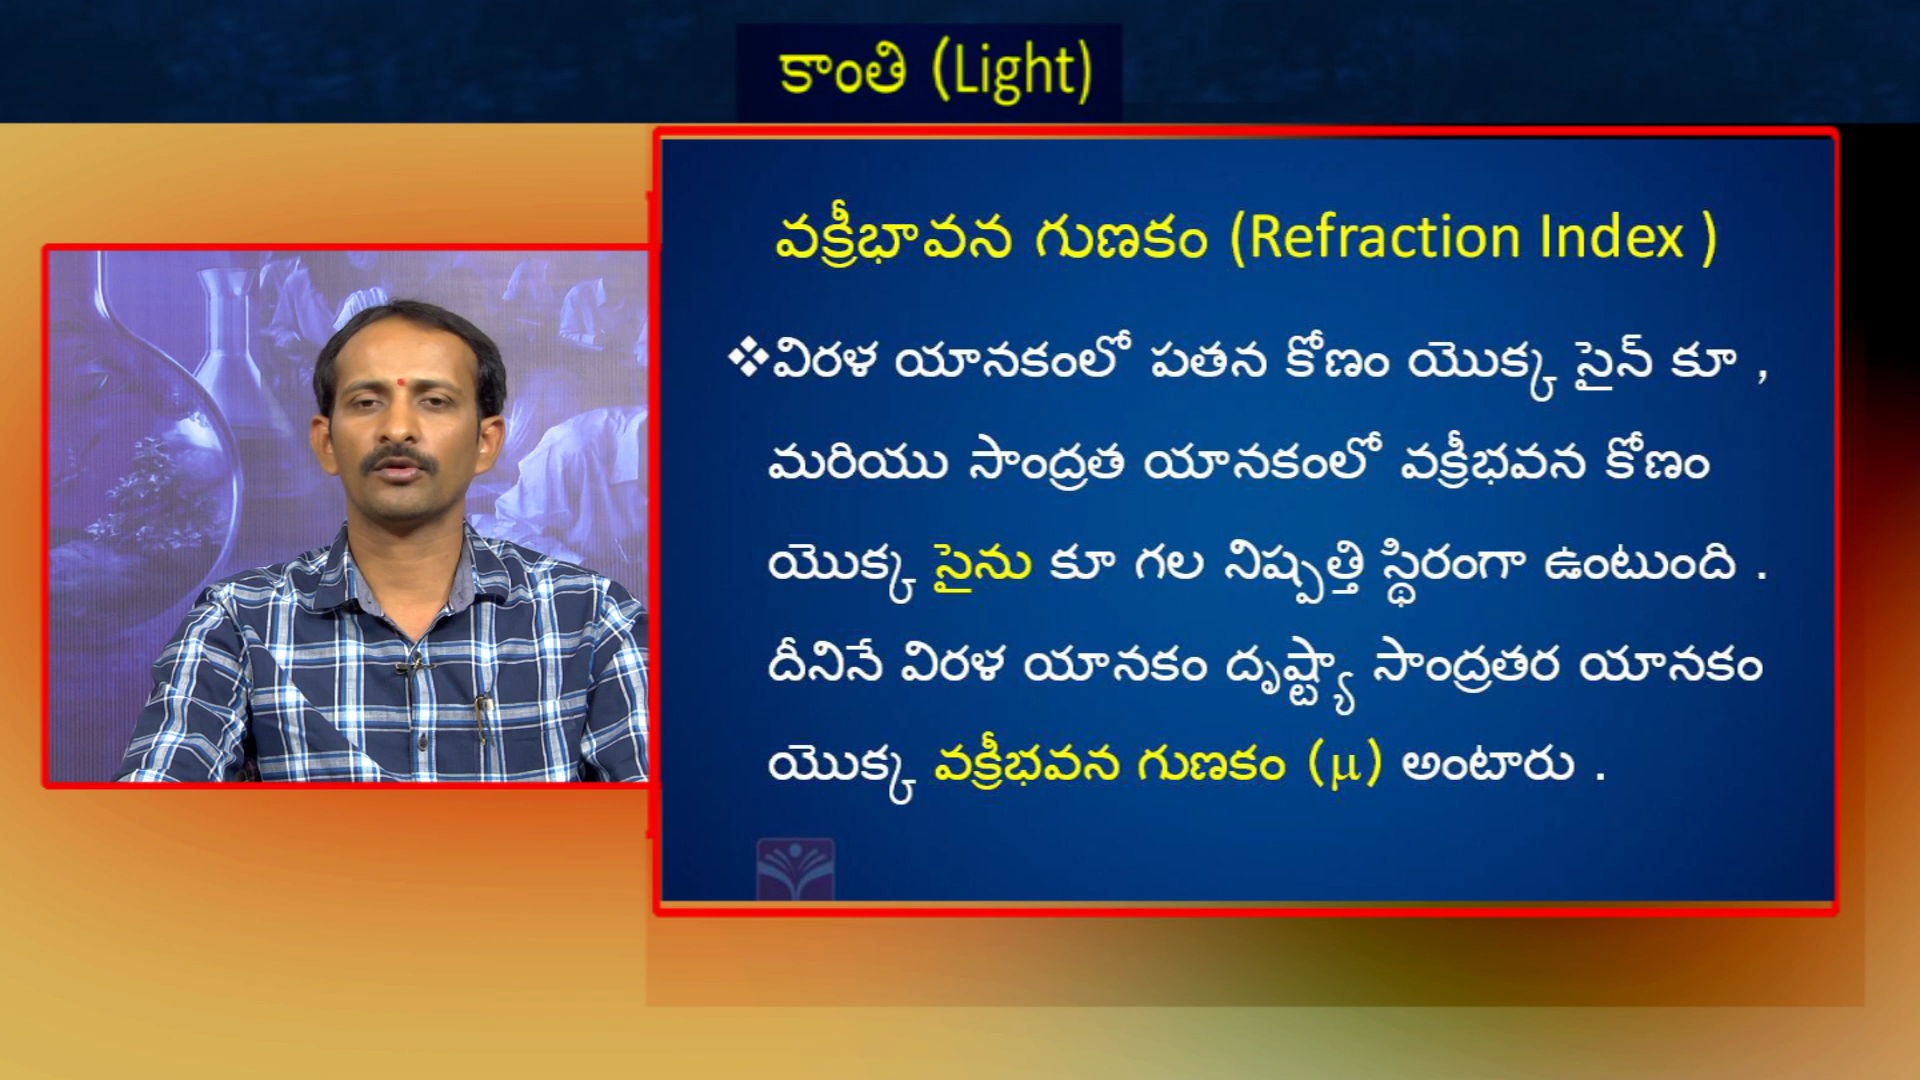 కాంతి (Light)
వక్రీభావన గుణకం (Refraction Index )
❖విరళ యానకంలో పతన కోణం యొక్క సైన్ కూ ,
మరియు సాంద్రత యానకంలో వక్రీభవన కోణం
యొక్క సైను కూ గల నిష్పత్తి స్థిరంగా ఉంటుంది .
దీనినే విరళ యానకం దృష్ట్యా సాంద్రతర యానకం
యొక్క వక్రీభవన గుణకం (μ) అంటారు .